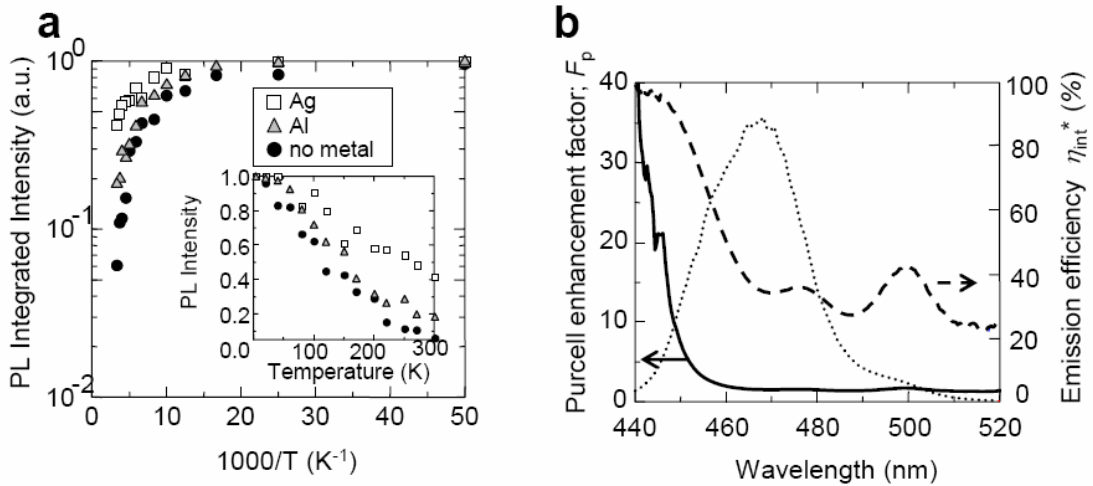 a
PL Integrated Intensity (a.u.)
10^0
10^-1
10^-2
Ag
Al
no metal
PL Intensity
1.0
0.8
0.6
0.4
0.2
0.0
100
200
300
Temperature (K)
0
10
20
30
40
50
1000/T (K^-1)
b
Purcell enhancement factor; F_p
40
30
20
10
0
100
80
60
40
20
0
Emission efficiency η_int* (%)
440
460
480
500
520
Wavelength (nm)